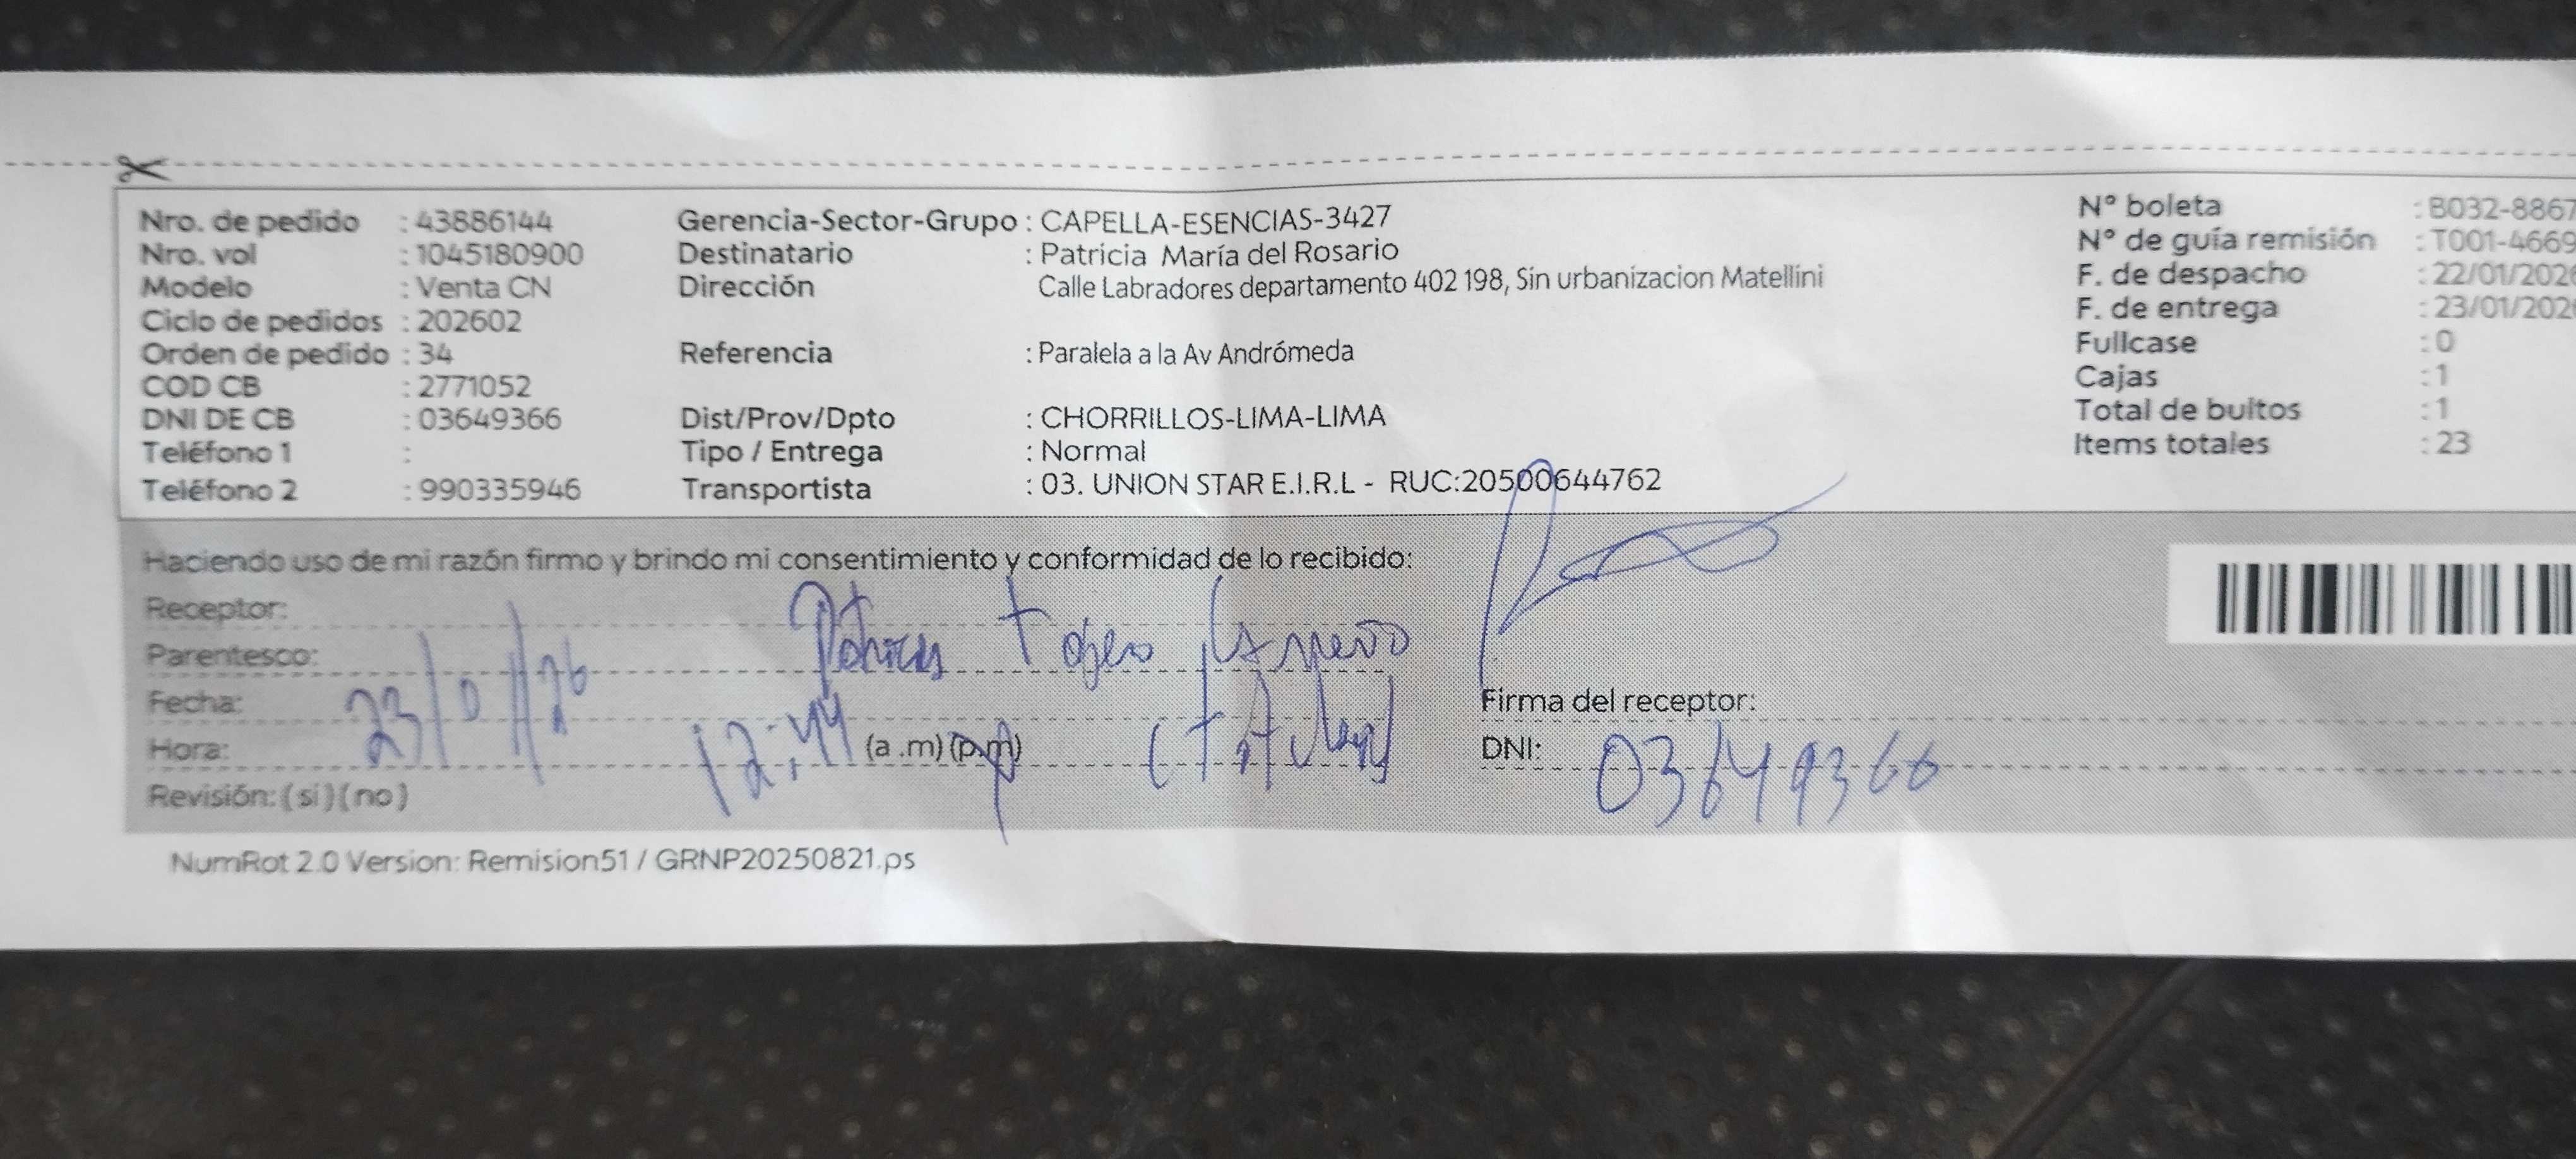 Nro. de pedido : 43886144 Gerencia-Sector-Grupo : CAPELLA-ESENCIAS-3427 N° boleta : B032-8867
Nro. vol : 1045180900 Destinatario : Patricia María del Rosario N° de guía remisión : T001-4669
Modelo : Venta CN Dirección Calle Labradores departamento 402 198, Sin urbanizacion Matellini F. de despacho : 22/01/202
Ciclo de pedidos : 202602 F. de entrega : 23/01/202
Orden de pedido : 34 Referencia : Paralela a la Av Andrómeda Fullcase : 0
COD CB : 2771052 Cajas : 1
DNI DE CB : 03649366 Dist/Prov/Dpto : CHORRILLOS-LIMA-LIMA Total de bultos : 1
Teléfono 1 : Tipo / Entrega : Normal Items totales : 23
Teléfono 2 : 990335946 Transportista : 03. UNION STAR E.I.R.L - RUC:20500644762
Haciendo uso de mi razón firmo y brindo mi consentimiento y conformidad de lo recibido:
Receptor:
Parentesco: Patricia
Fecha: 23/01/26 Firma del receptor:
Hora: 12:44 (a .m) (p.m) (titular) DNI: 03649366
Revisión: ( si ) ( no )
NumRot 2.0 Version: Remision51 / GRNP20250821.ps